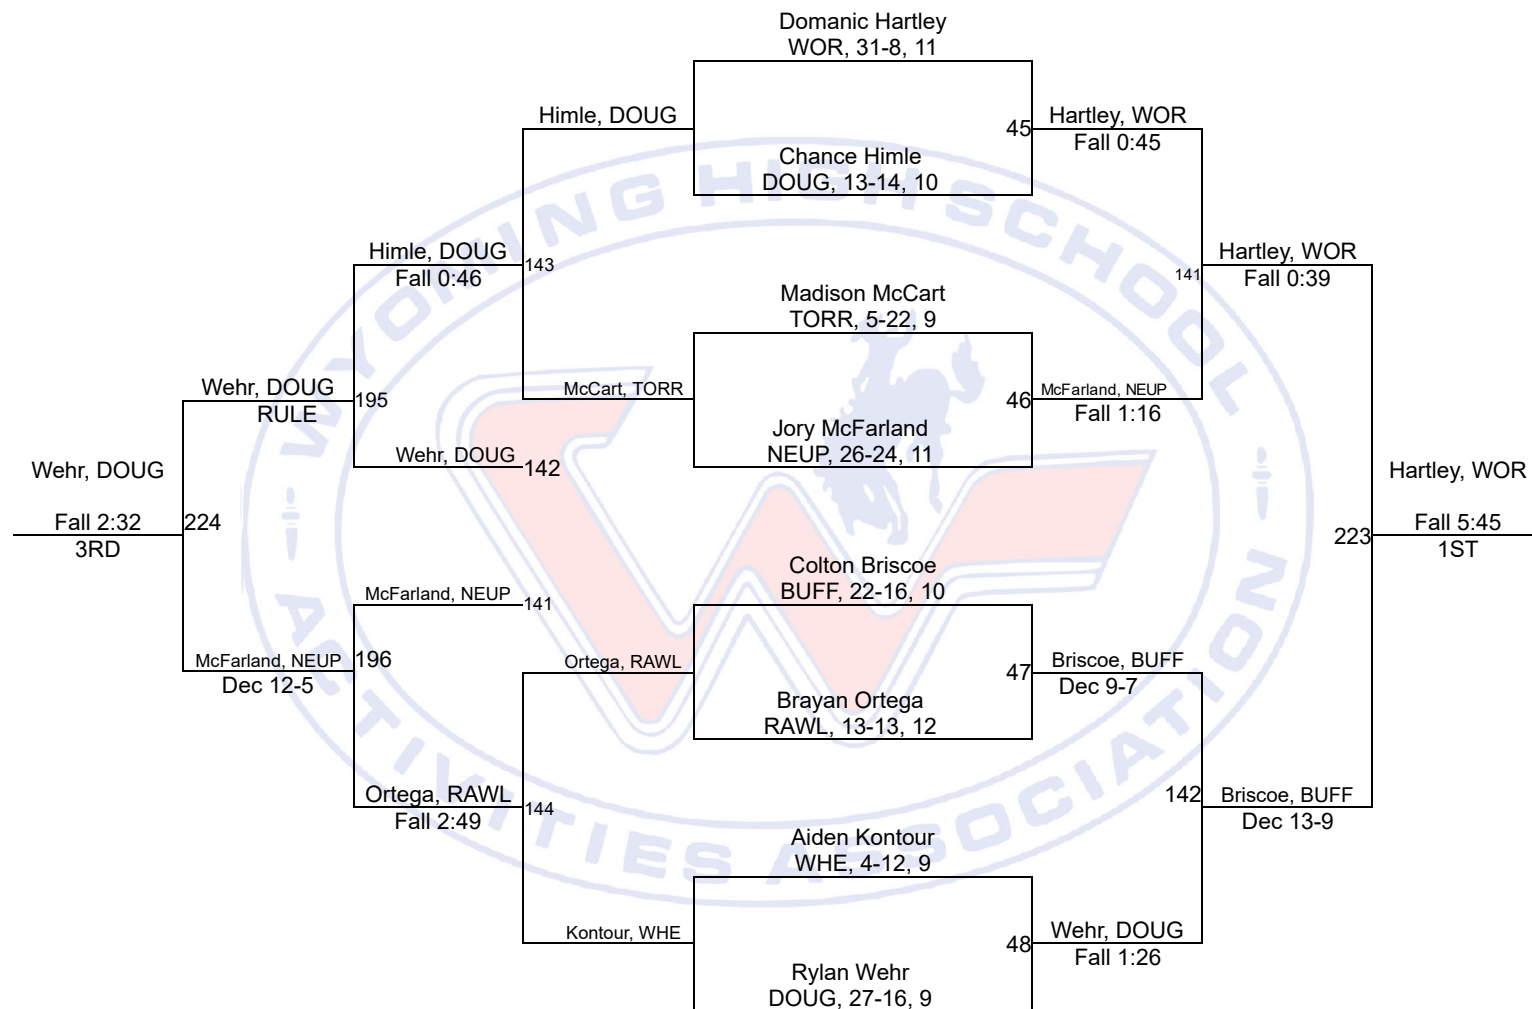 Domanic Hartley
WOR, 31-8, 11
Himle, DOUG
45
Hartley, WOR
Fall 0:45
Chance Himle
DOUG, 13-14, 10
Himle, DOUG
Fall 0:46
143
141
Hartley, WOR
Fall 0:39
Madison McCart
TORR, 5-22, 9
McCart, TORR
46
McFarland, NEUP
Fall 1:16
Wehr, DOUG
RULE
195
Jory McFarland
NEUP, 26-24, 11
Wehr, DOUG
142
Wehr, DOUG
Fall 2:32
3RD
224
Hartley, WOR
223
Fall 5:45
1ST
Colton Briscoe
BUFF, 22-16, 10
McFarland, NEUP
141
McFarland, NEUP
Dec 12-5
196
Ortega, RAWL
47
Briscoe, BUFF
Dec 9-7
Brayan Ortega
RAWL, 13-13, 12
Ortega, RAWL
Fall 2:49
144
142
Briscoe, BUFF
Dec 13-9
Aiden Kontour
WHE, 4-12, 9
Kontour, WHE
48
Wehr, DOUG
Fall 1:26
Rylan Wehr
DOUG, 27-16, 9
WYOMING HIGH SCHOOL
ACTIVITIES ASSOCIATION